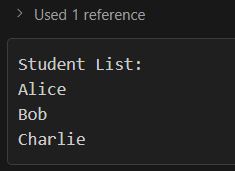 Used 1 reference
Student List:
Alice
Bob
Charlie